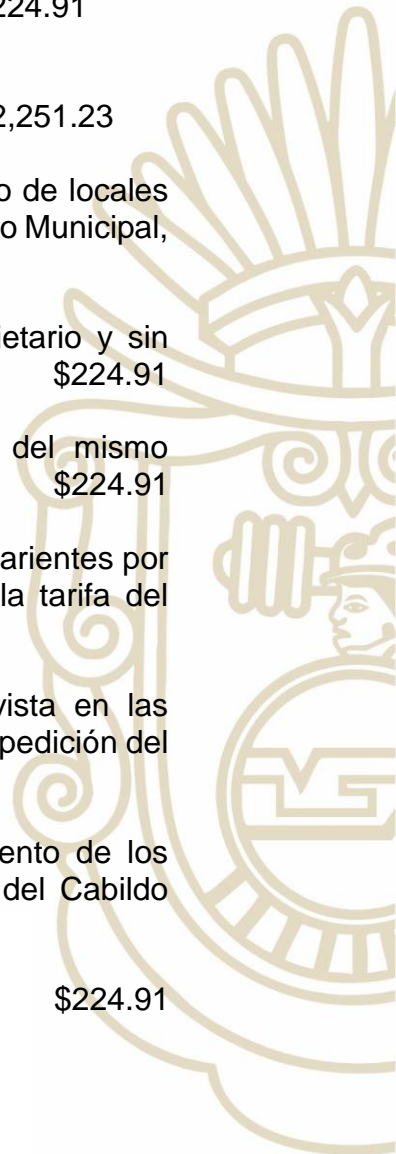 224.91
2,251.23
o de locales
o Municipal,
ietario y sin
$224.91
del mismo
$224.91
arientes por
la tarifa del
vista en las
pedición del
ento de los
del Cabildo
$224.91